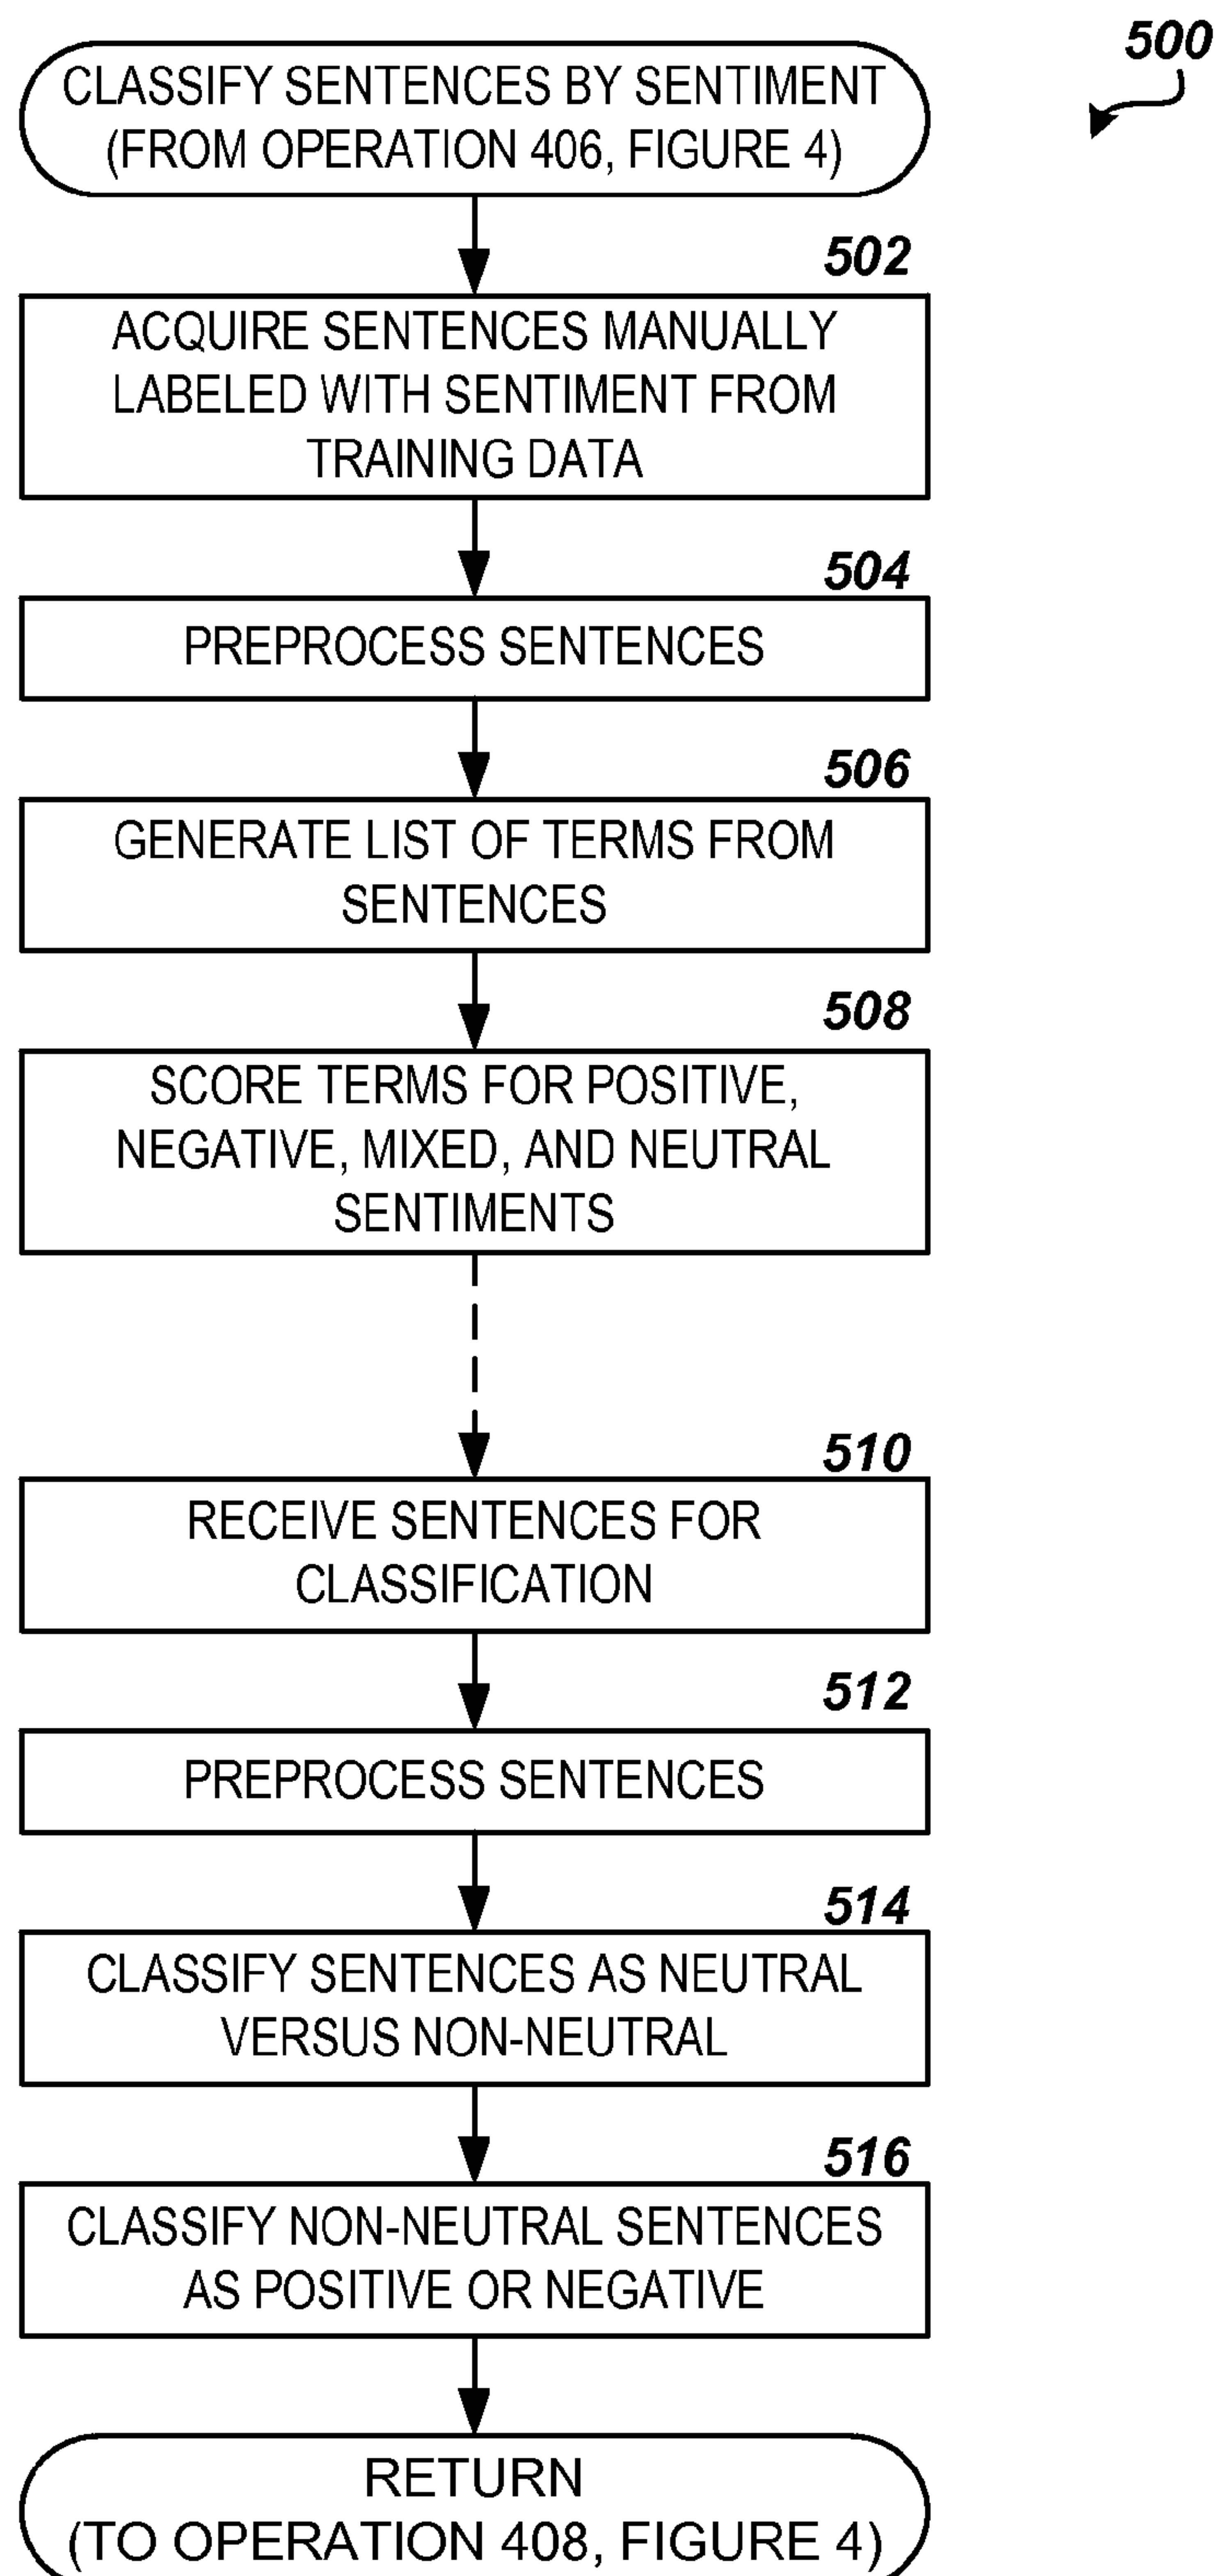 500
CLASSIFY SENTENCES BY SENTIMENT
(FROM OPERATION 406, FIGURE 4)
502
ACQUIRE SENTENCES MANUALLY
LABELED WITH SENTIMENT FROM
TRAINING DATA
504
PREPROCESS SENTENCES
506
GENERATE LIST OF TERMS FROM
SENTENCES
508
SCORE TERMS FOR POSITIVE,
NEGATIVE, MIXED, AND NEUTRAL
SENTIMENTS
510
RECEIVE SENTENCES FOR
CLASSIFICATION
512
PREPROCESS SENTENCES
514
CLASSIFY SENTENCES AS NEUTRAL
VERSUS NON-NEUTRAL
516
CLASSIFY NON-NEUTRAL SENTENCES
AS POSITIVE OR NEGATIVE
RETURN
(TO OPERATION 408, FIGURE 4)